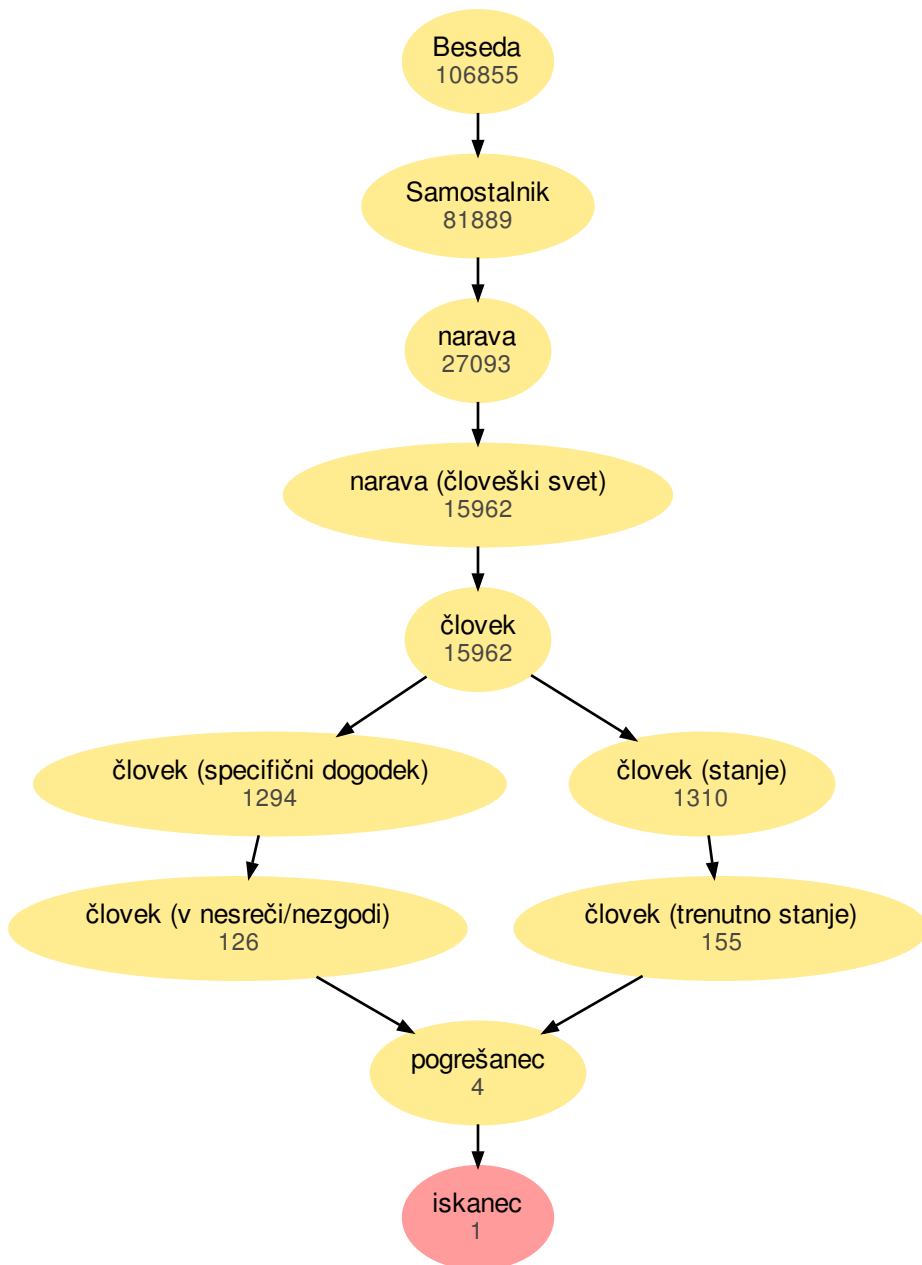 Beseda
106855
Samostalnik
81889
narava
27093
narava (človeški svet)
15962
človek
15962
človek (specifični dogodek)
1294
človek (stanje)
1310
človek (v nesreči/nezgodi)
126
človek (trenutno stanje)
155
pogrešanec
4
iskanec
1